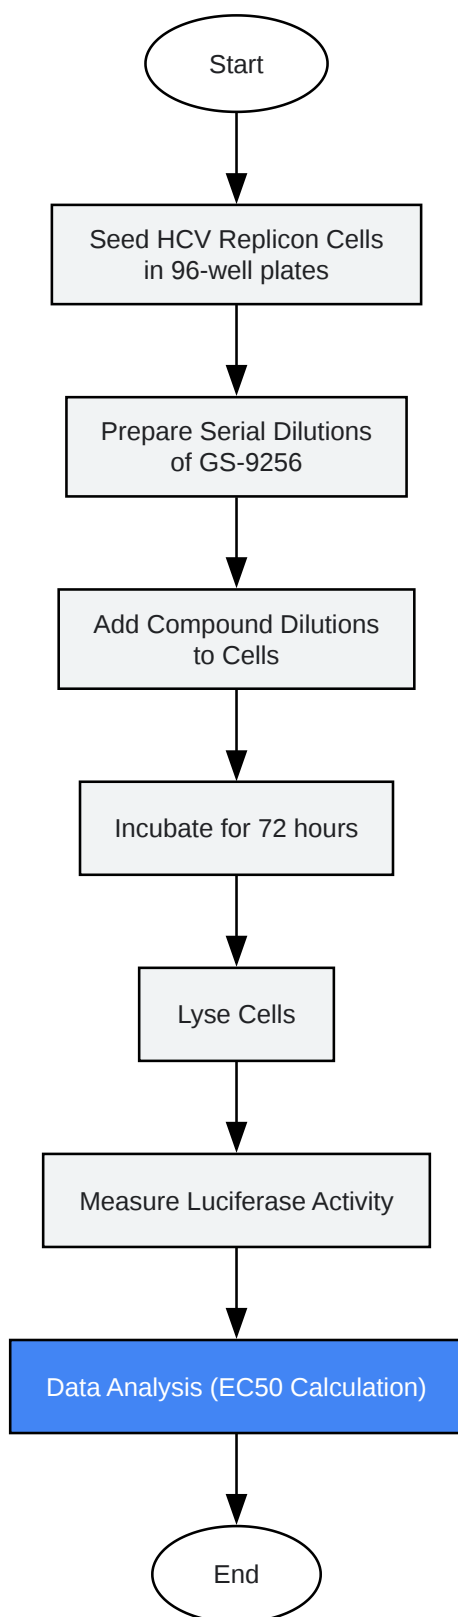 Start
Seed HCV Replicon Cells
in 96-well plates
Prepare Serial Dilutions
of GS-9256
Add Compound Dilutions
to Cells
Incubate for 72 hours
Lyse Cells
Measure Luciferase Activity
Data Analysis (EC50 Calculation)
End